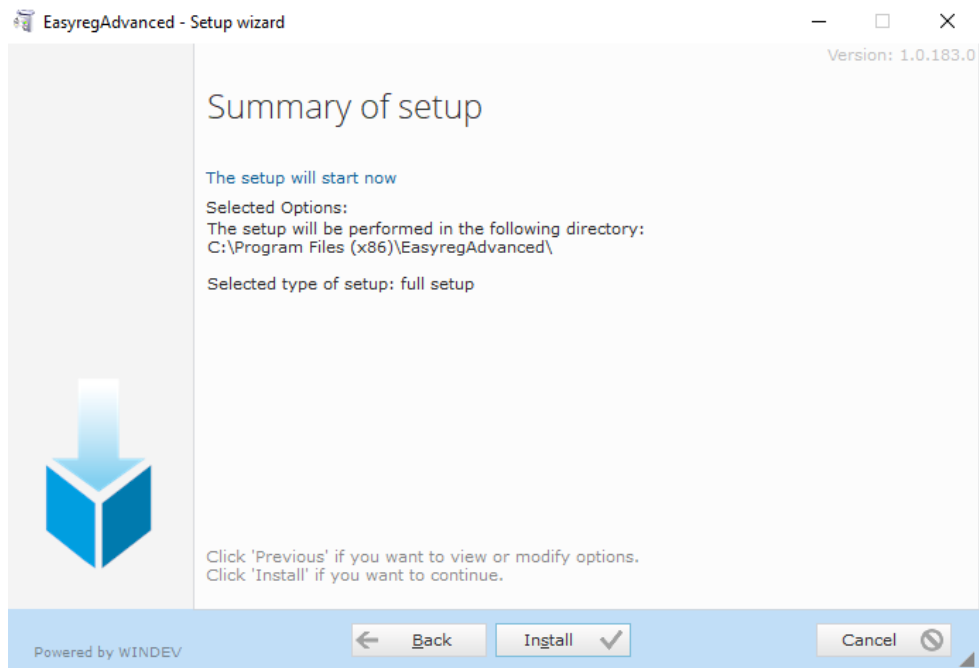 EasyregAdvanced - Setup wizard
Version: 1.0.183.0
Summary of setup
The setup will start now
Selected Options:
The setup will be performed in the following directory:
C:\Program Files (x86)\EasyregAdvanced\
Selected type of setup: full setup
Click 'Previous' if you want to view or modify options.
Click 'Install' if you want to continue.
Powered by WINDEV
Back
Install
Cancel